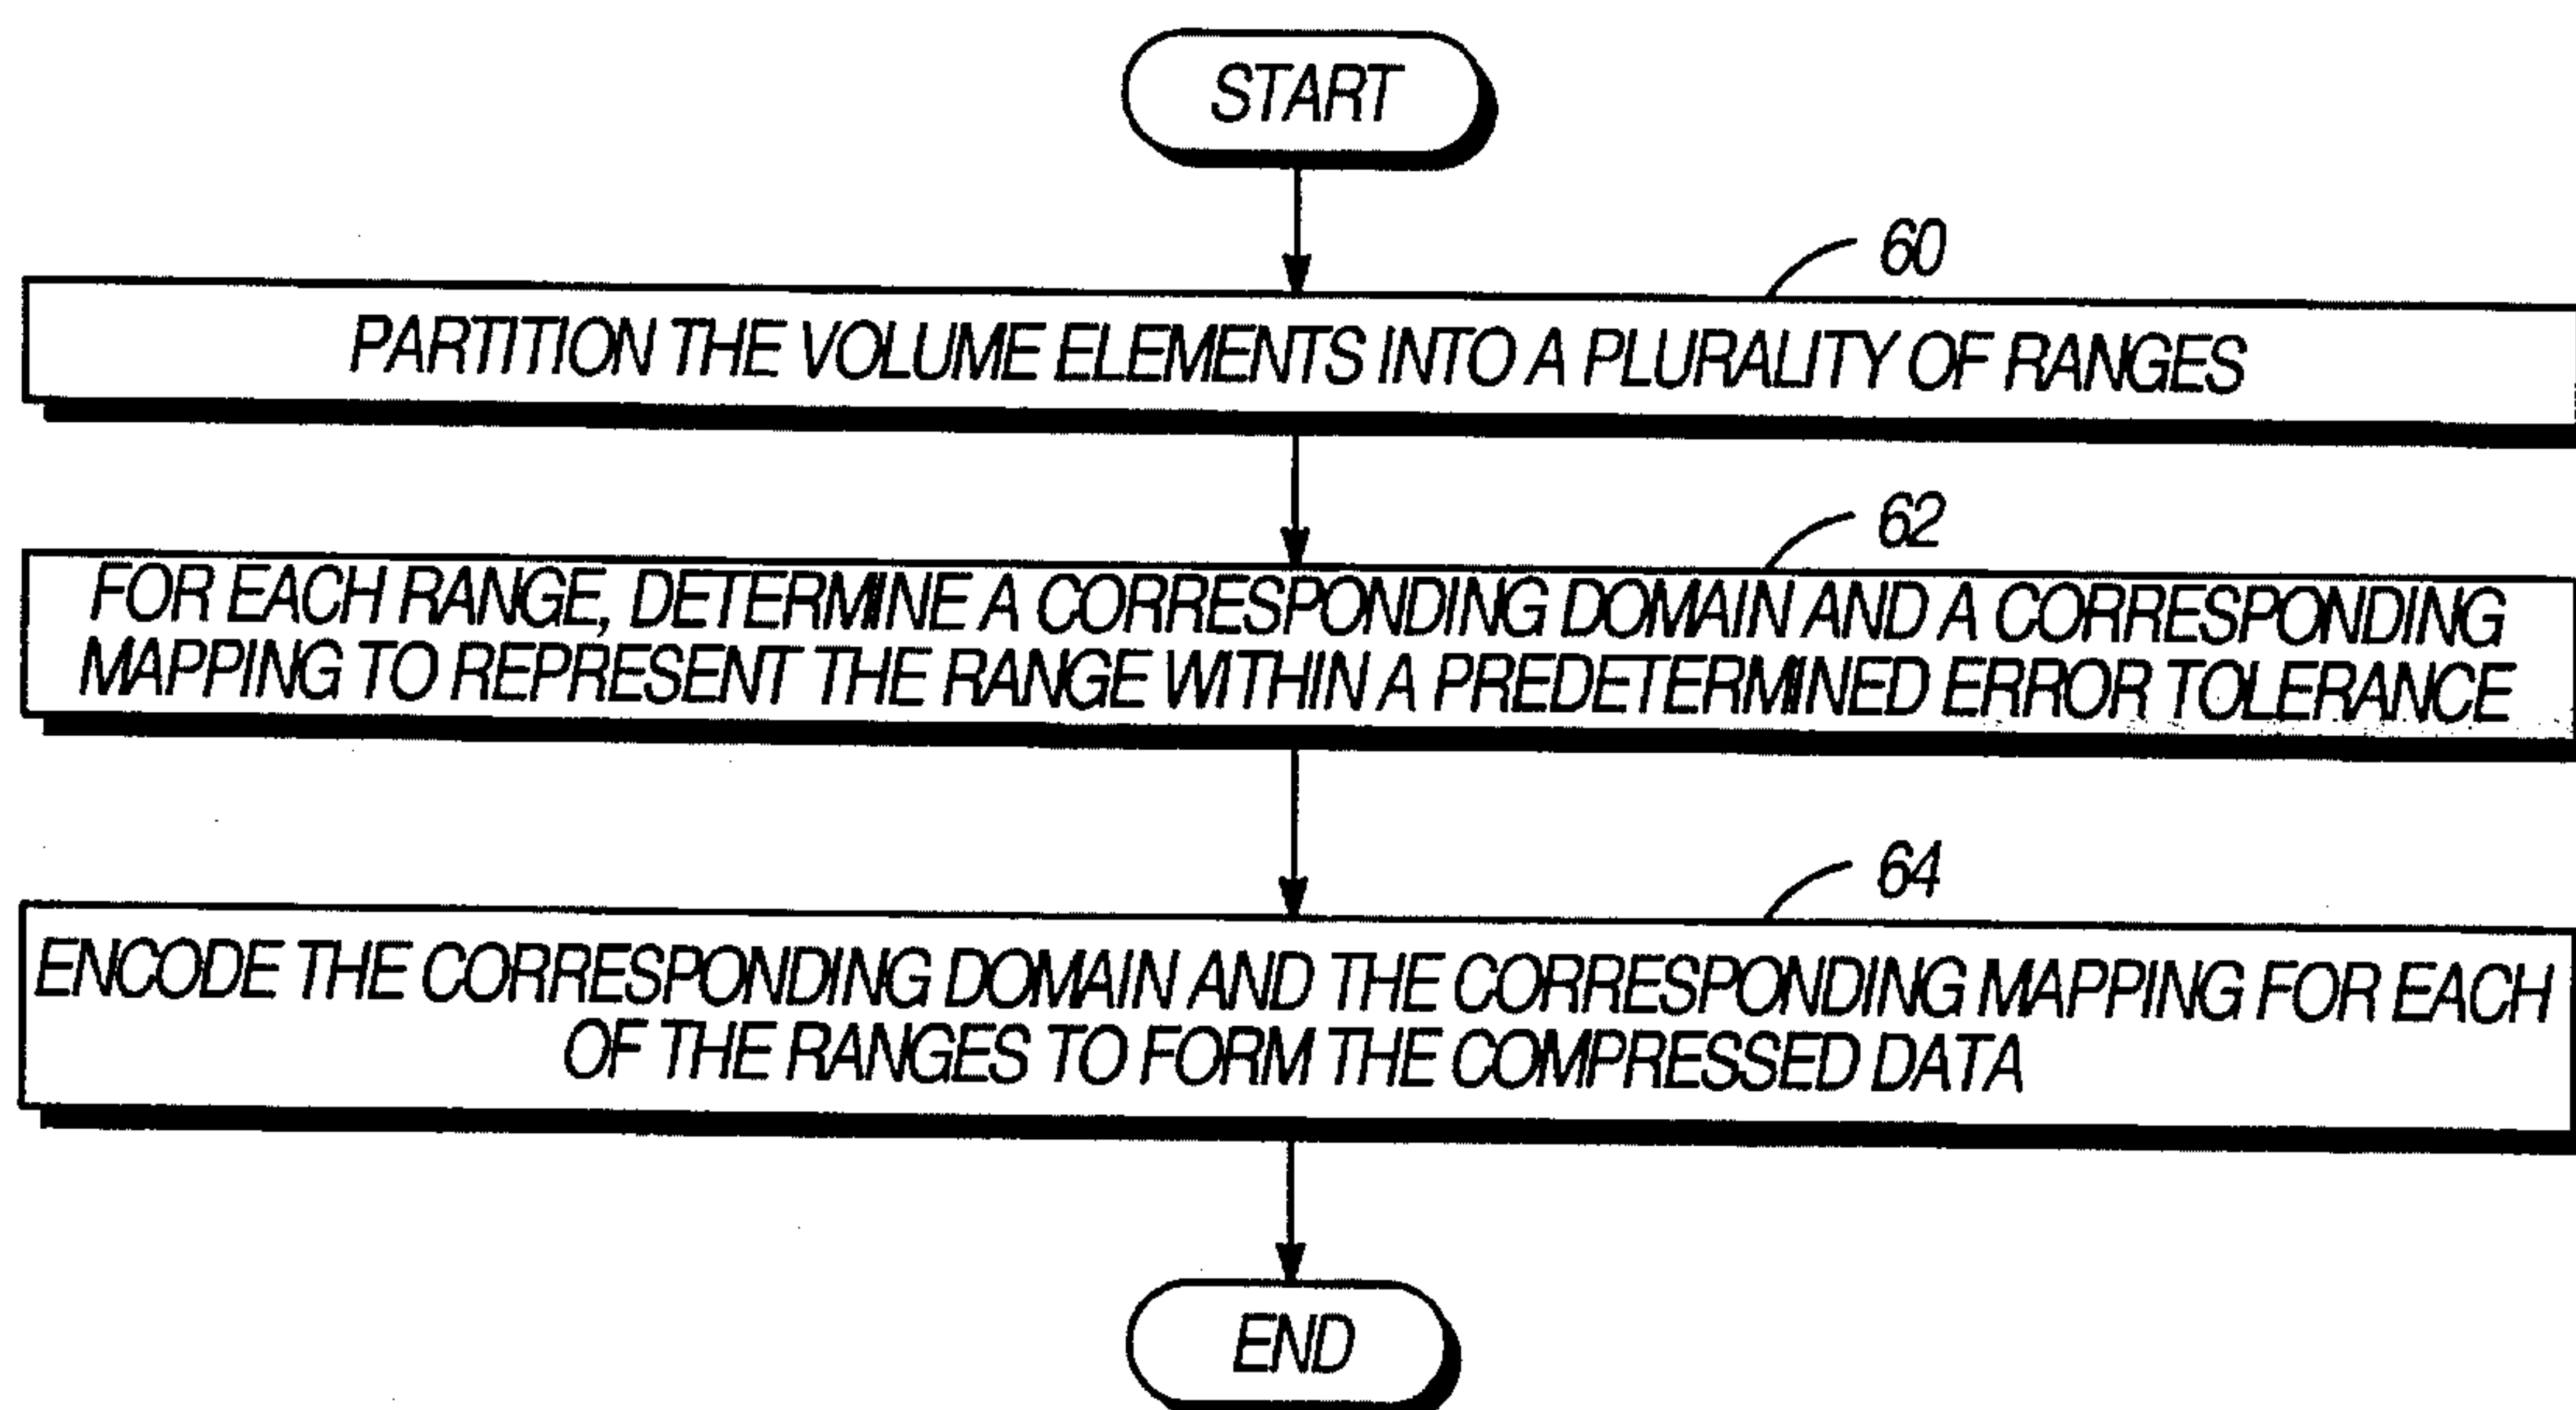 START
60
PARTITION THE VOLUME ELEMENTS INTO A PLURALITY OF RANGES
62
FOR EACH RANGE, DETERMINE A CORRESPONDING DOMAIN AND A CORRESPONDING
MAPPING TO REPRESENT THE RANGE WITHIN A PREDETERMINED ERROR TOLERANCE
64
ENCODE THE CORRESPONDING DOMAIN AND THE CORRESPONDING MAPPING FOR EACH
OF THE RANGES TO FORM THE COMPRESSED DATA
END